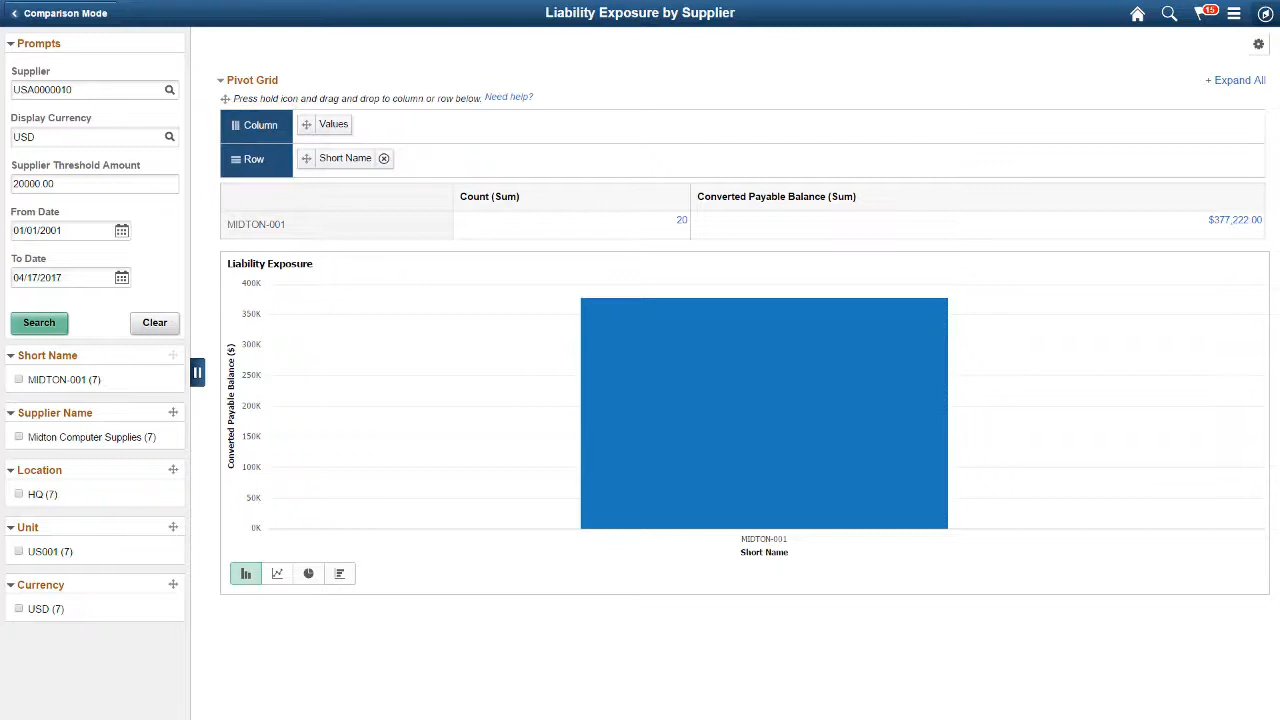 Comparison Mode
Liability Exposure by Supplier
15
Prompts
Supplier
USA0000010
Display Currency
USD
Supplier Threshold Amount
20000.00
From Date
01/01/2001
To Date
04/17/2017
Search
Clear
Short Name
MIDTON-001 (7)
Supplier Name
Midton Computer Supplies (7)
Location
HQ (7)
Unit
US001 (7)
Currency
USD (7)
Pivot Grid
+ Expand All
Press hold icon and drag and drop to column or row below. Need help?
Column Values
Row Short Name
Count (Sum) Converted Payable Balance (Sum)
MIDTON-001 20 $377,222.00
Liability Exposure
Converted Payable Balance ($)
400K
350K
300K
250K
200K
150K
100K
50K
0K
MIDTON-001
Short Name